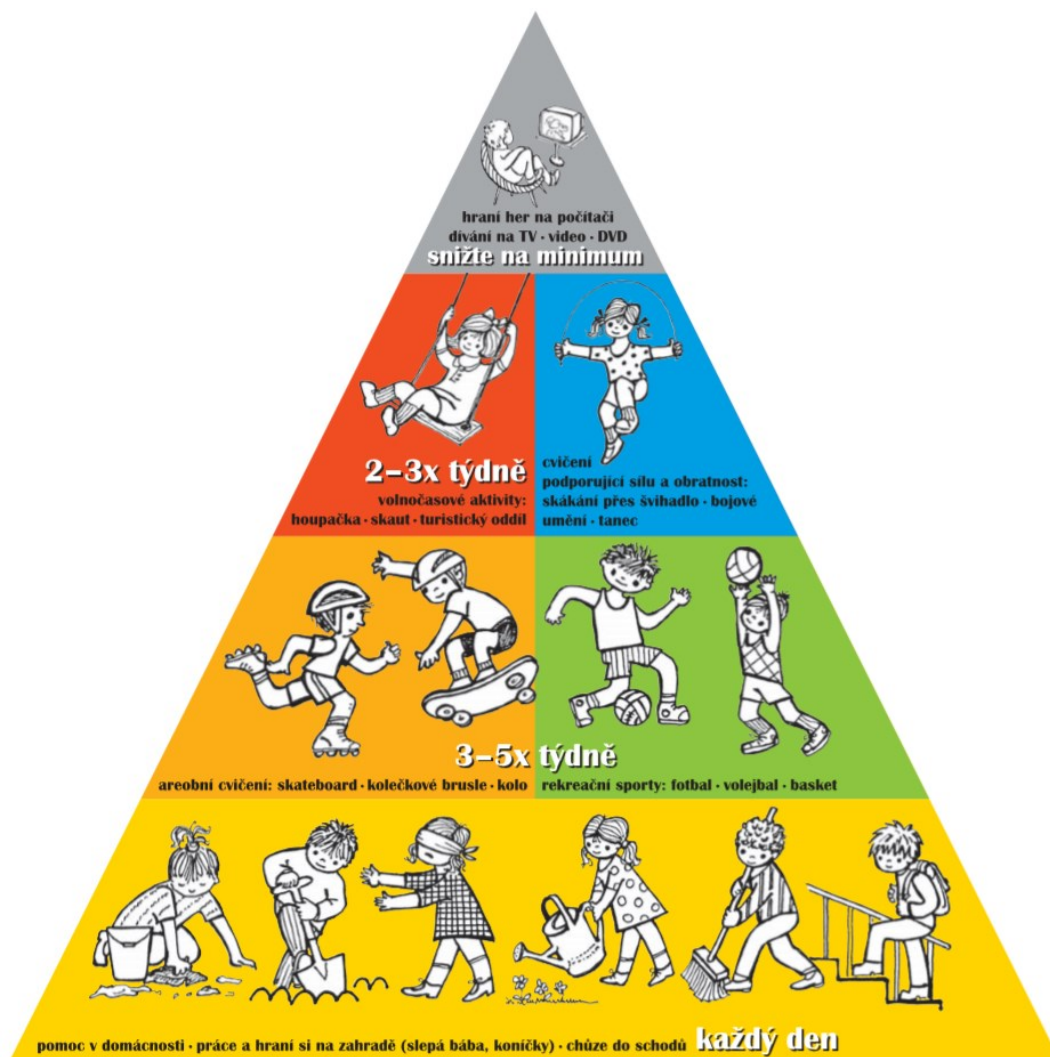 hraní her na počítači
dívání na TV · video · DVD
snižte na minimum
2–3x týdně
volnočasové aktivity:
houpačka · skaut · turistický oddíl
cvičení
podporující sílu a obratnost:
skákání přes švihadlo · bojové
umění · tanec
3–5x týdně
areobní cvičení: skateboard · kolečkové brusle · kolo
rekreační sporty: fotbal · volejbal · basket
pomoc v domácnosti · práce a hraní si na zahradě (slepá bába, koníčky) · chůze do schodů každý den